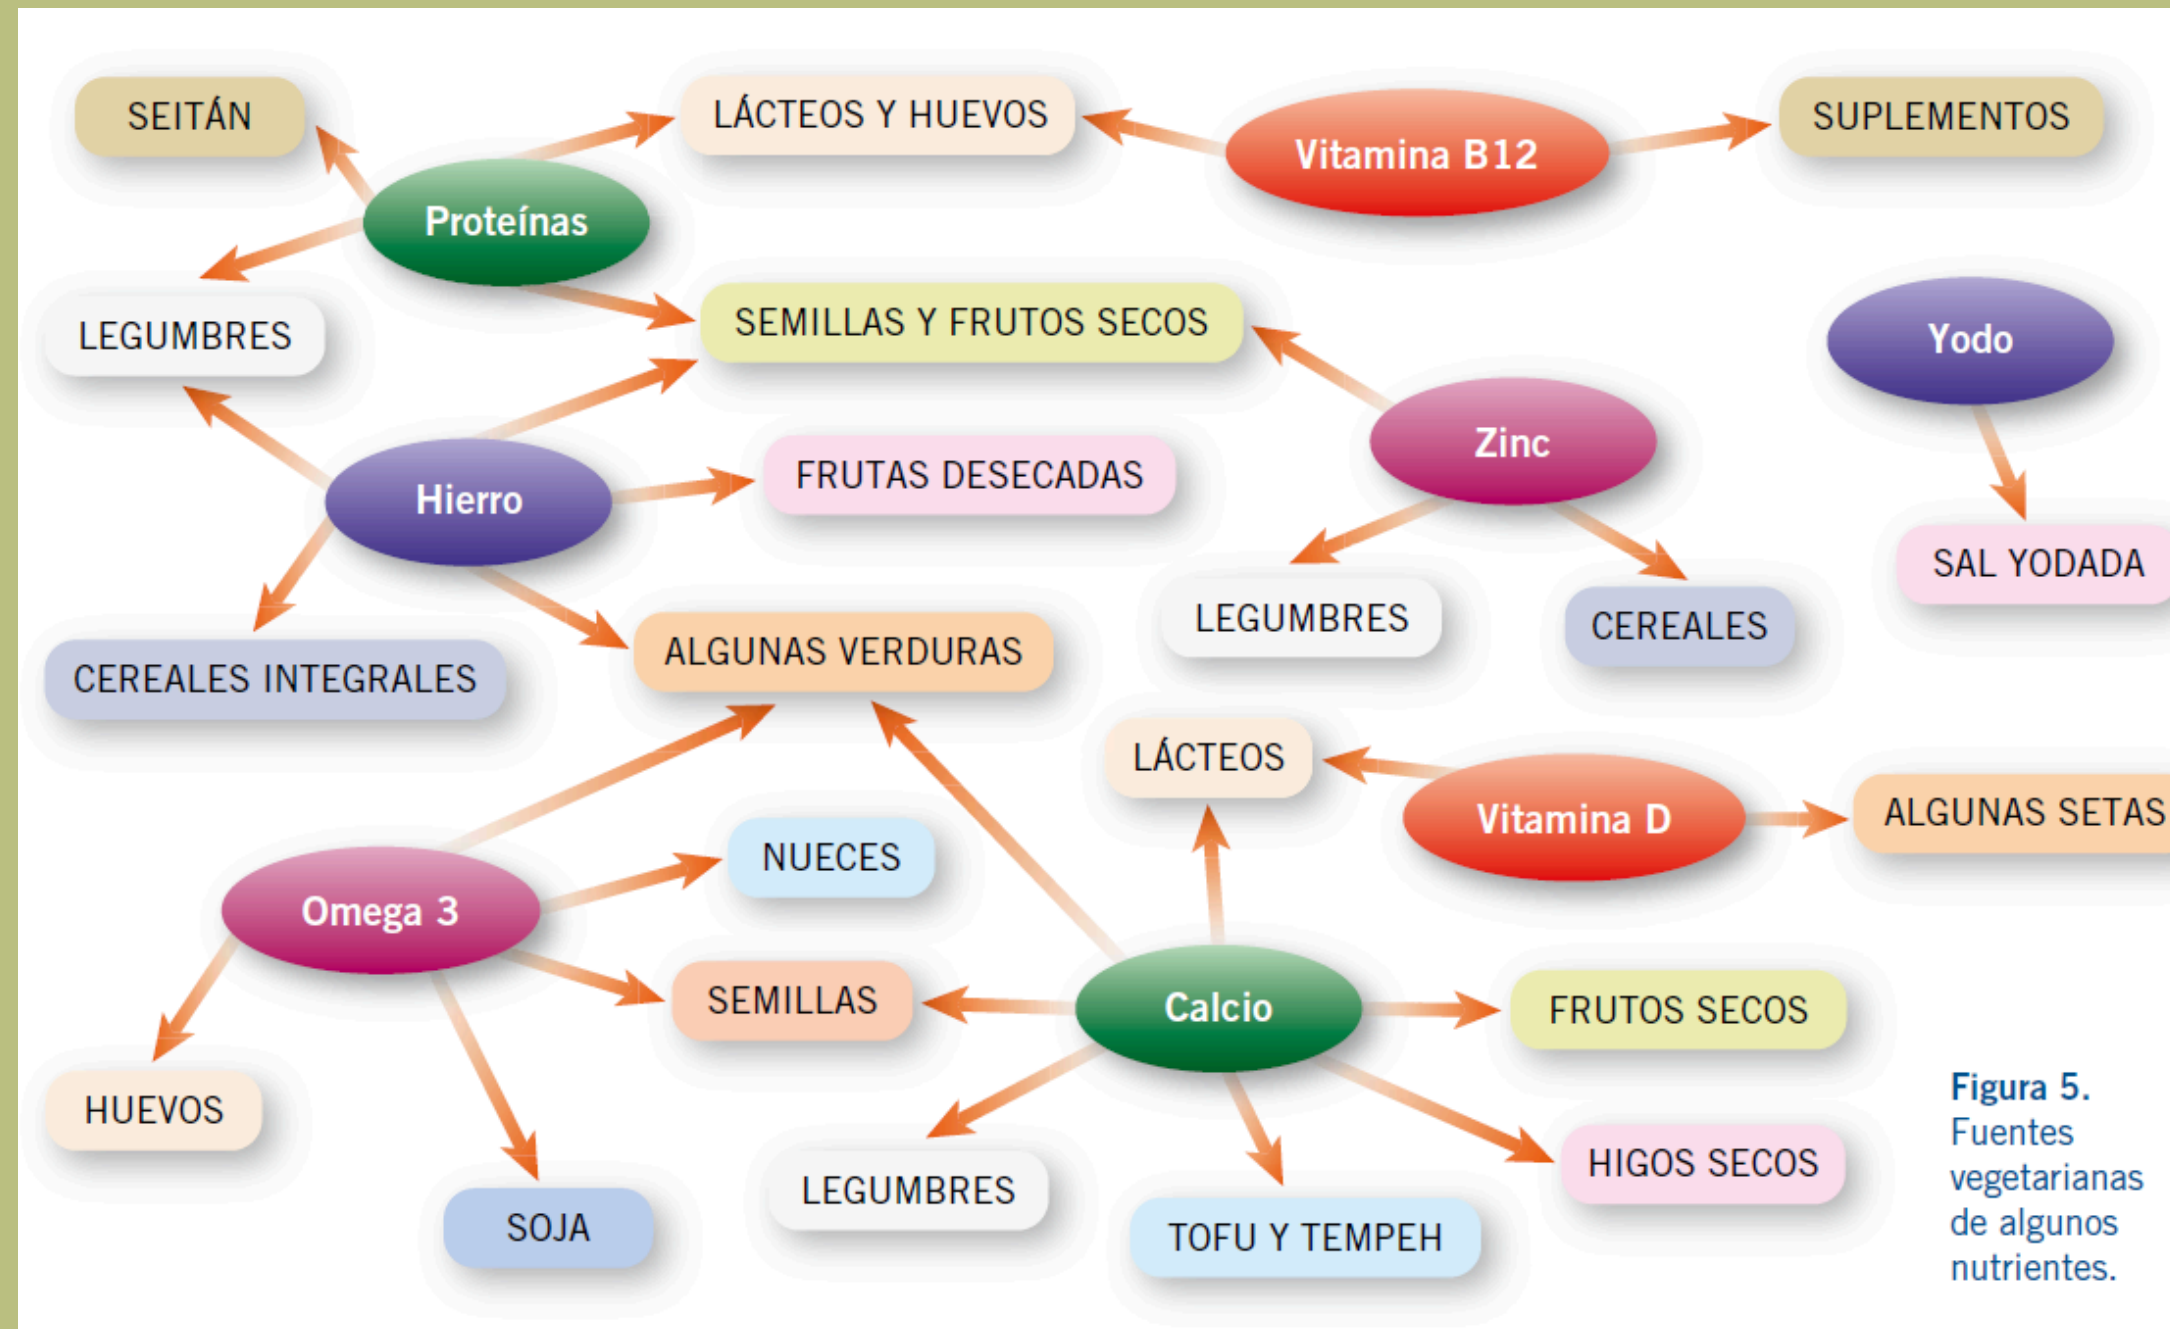 SEITÁN
LÁCTEOS Y HUEVOS
Vitamina B12
SUPLEMENTOS
Proteínas
LEGUMBRES
SEMILLAS Y FRUTOS SECOS
Yodo
Zinc
FRUTAS DESECADAS
Hierro
SAL YODADA
LEGUMBRES
CEREALES
ALGUNAS VERDURAS
CEREALES INTEGRALES
LÁCTEOS
Vitamina D
ALGUNAS SETAS
NUECES
Omega 3
SEMILLAS
Calcio
FRUTOS SECOS
HUEVOS
LEGUMBRES
HIGOS SECOS
SOJA
TOFU Y TEMPEH
Figura 5.
Fuentes
vegetarianas
de algunos
nutrientes.